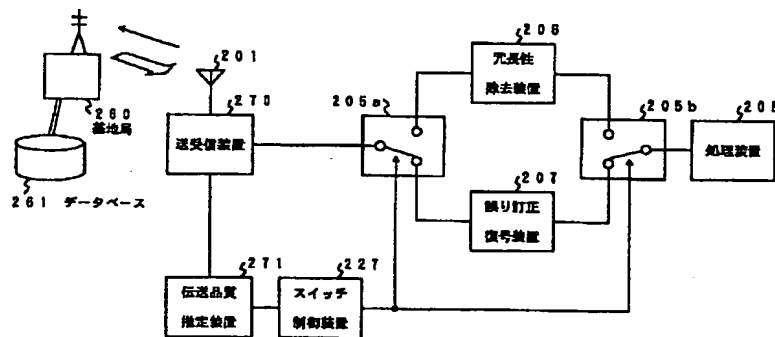 206
冗長性
除去装置
201
270
送受信装置
260
基地局
261 データベース
205a
205b
処理装置
207
誤り訂正
復号装置
271
伝送品質
推定装置
227
スイッチ
制御装置